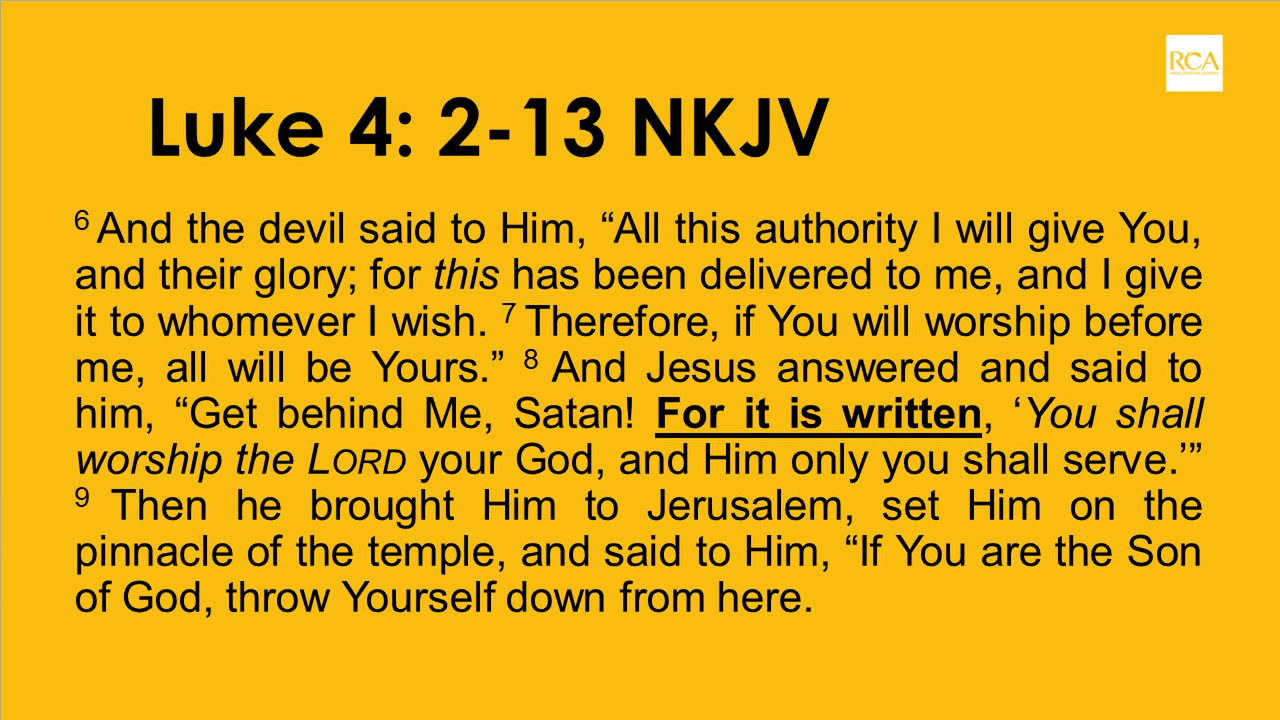 RCA
Luke 4: 2-13 NKJV
6 And the devil said to Him, “All this authority I will give You,
and their glory; for this has been delivered to me, and I give
it to whomever I wish. 7 Therefore, if You will worship before
me, all will be Yours.” 8 And Jesus answered and said to
him, “Get behind Me, Satan! For it is written, ‘You shall
worship the LORD your God, and Him only you shall serve.’”
9 Then he brought Him to Jerusalem, set Him on the
pinnacle of the temple, and said to Him, “If You are the Son
of God, throw Yourself down from here.